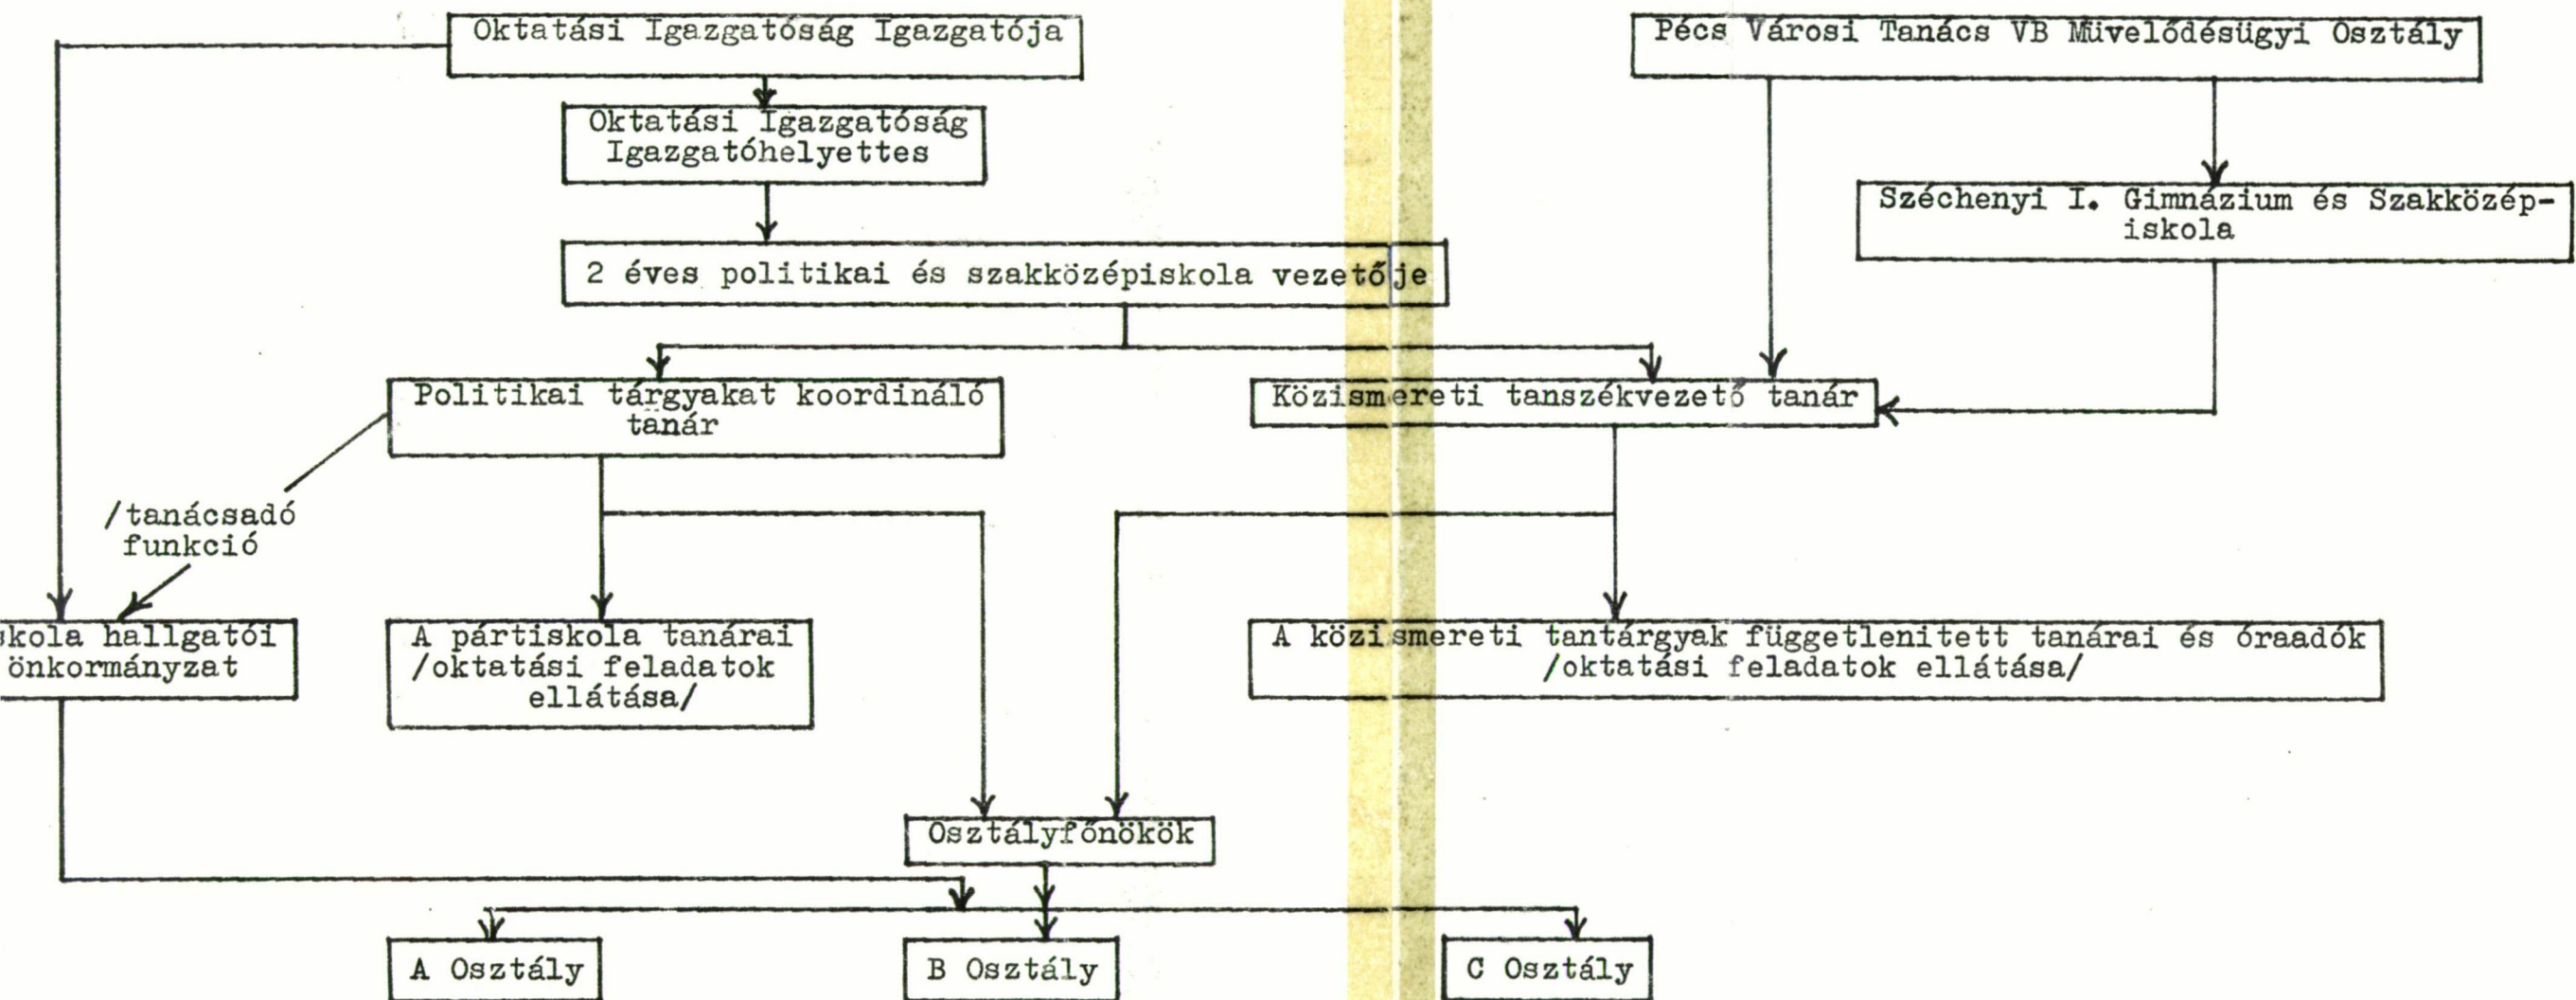 Oktatási Igazgatóság Igazgatója
Pécs Városi Tanács VB Müvelődésügyi Osztály
Oktatási Igazgatóság
Igazgatóhelyettes
Széchenyi I. Gimnázium és Szakközép-
iskola
2 éves politikai és szakközépiskola vezetője
Politikai tárgyakat koordináló
tanár
Közismereti tanszékvezető tanár
/tanácsadó
funkció
skola hallgatói
önkormányzat
A pártiskola tanárai
/oktatási feladatok
ellátása/
A közismereti tantárgyak függetlenitett tanárai és óraadók
/oktatási feladatok ellátása/
Osztályfőnökök
A Osztály
B Osztály
C Osztály